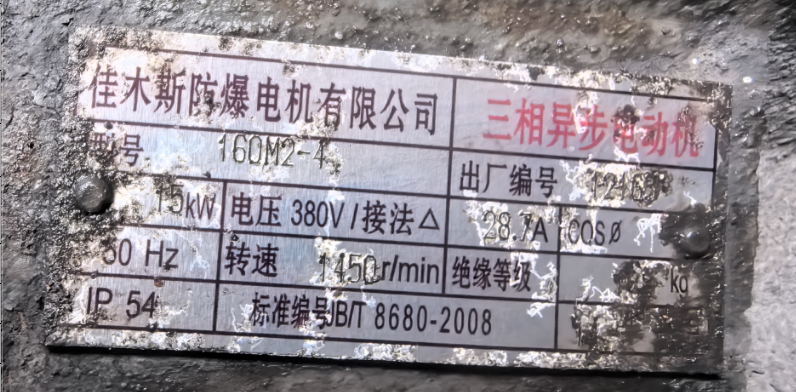 佳木斯防爆电机有限公司 三相异步电动机
型号 160M2-4 出厂编号
15kW 电压 380V/接法△ 28.7A COSø
50 Hz 转速 1450r/min 绝缘等级 kg
IP 54 标准编号JB/T 8680-2008